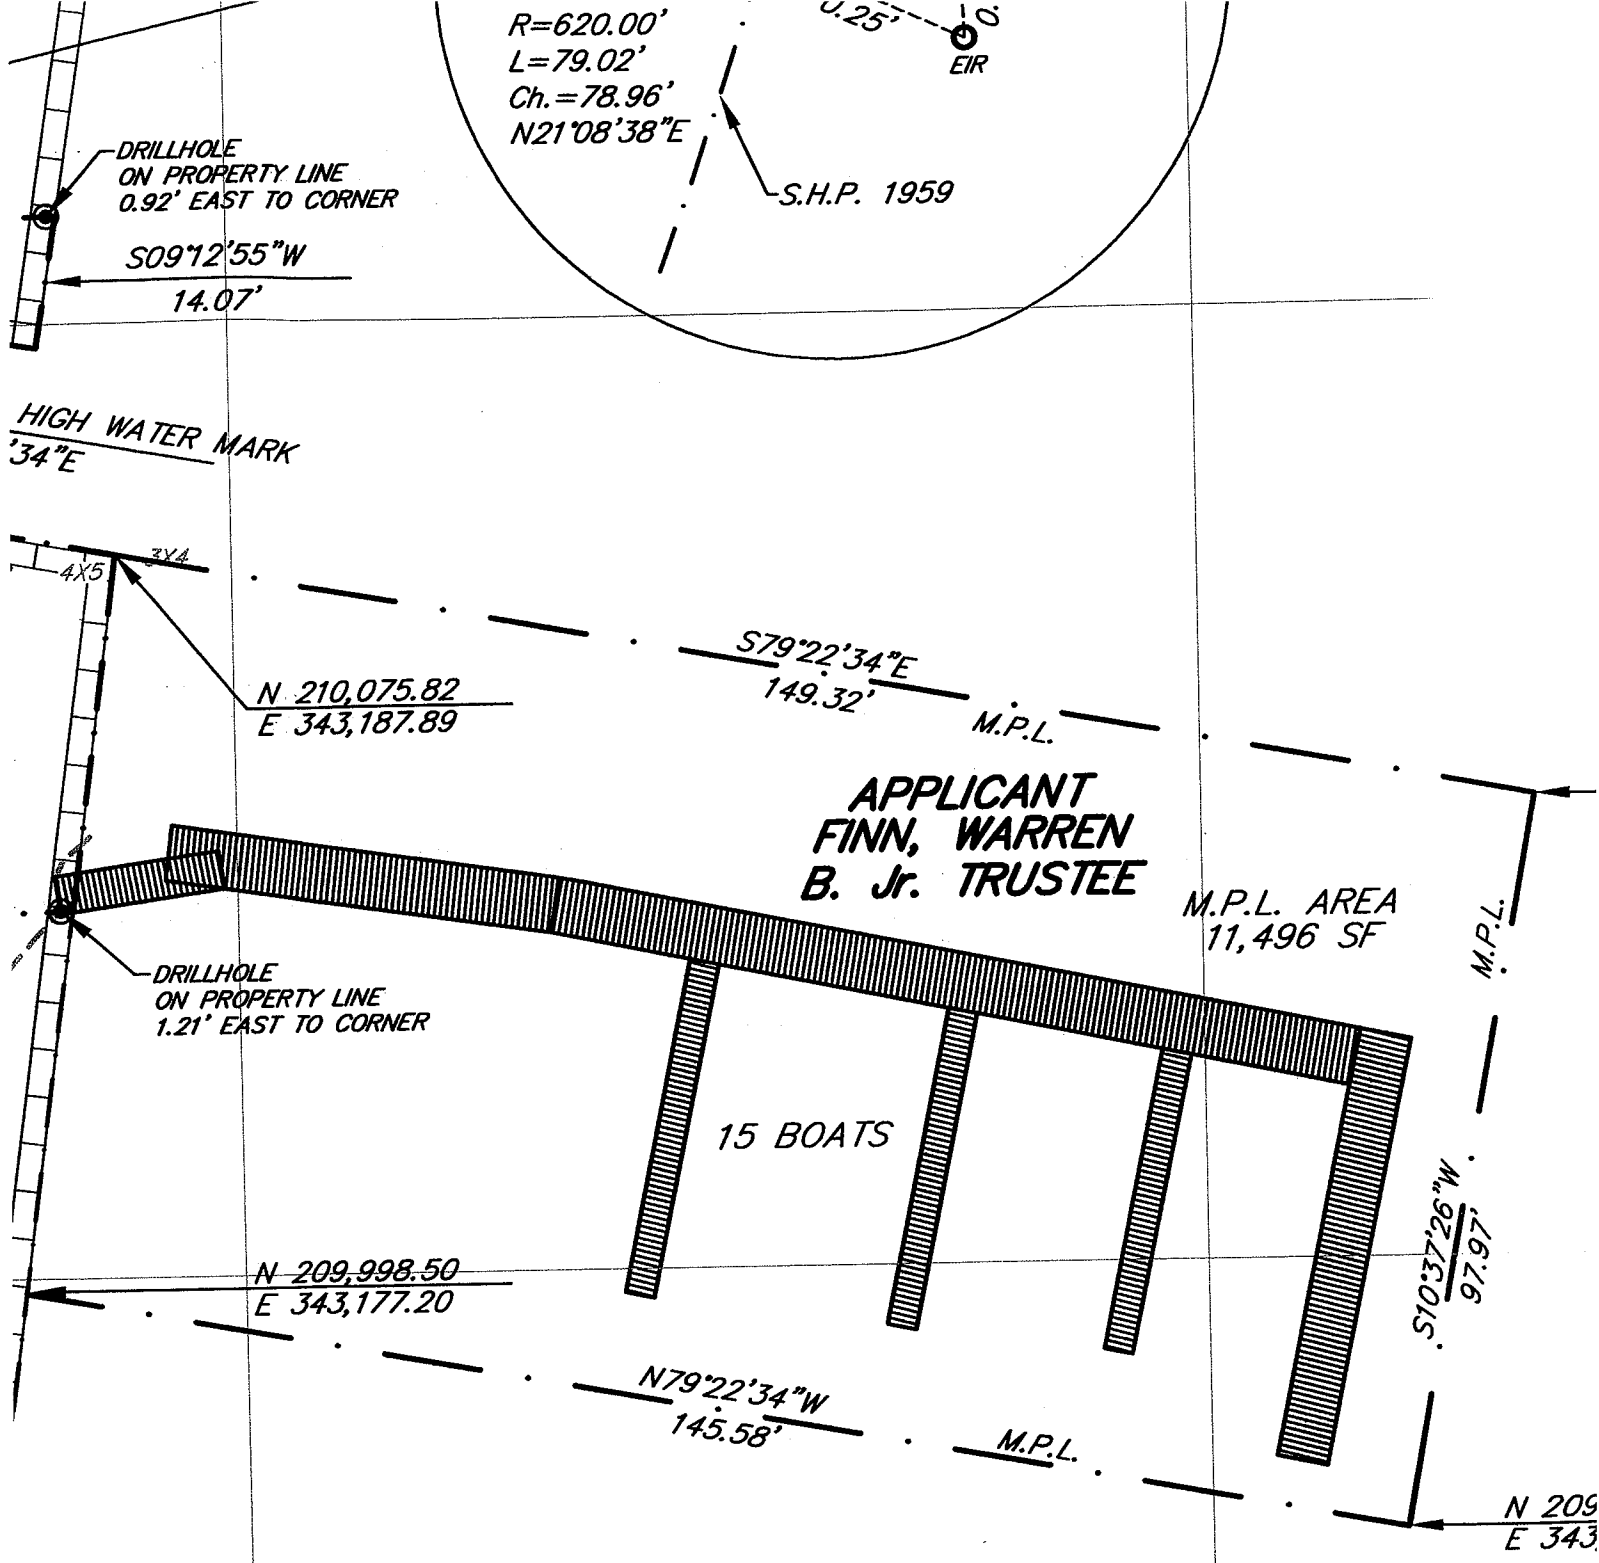 R=620.00'
L=79.02'
Ch.=78.96'
N21°08'38"E
0.25'
0.
EIR
S.H.P. 1959
DRILLHOLE
ON PROPERTY LINE
0.92' EAST TO CORNER
S09°12'55"W
14.07'
HIGH WATER MARK
'34"E
3X4
4X5
N 210,075.82
E 343,187.89
S79°22'34"E
149.32'
M.P.L.
APPLICANT
FINN, WARREN
B. Jr. TRUSTEE
M.P.L. AREA
11,496 SF
M.P.L.
DRILLHOLE
ON PROPERTY LINE
1.21' EAST TO CORNER
15 BOATS
S10°37'26"W
97.97'
N 209,998.50
E 343,177.20
N79°22'34"W
145.58'
M.P.L.
N 209
E 343,